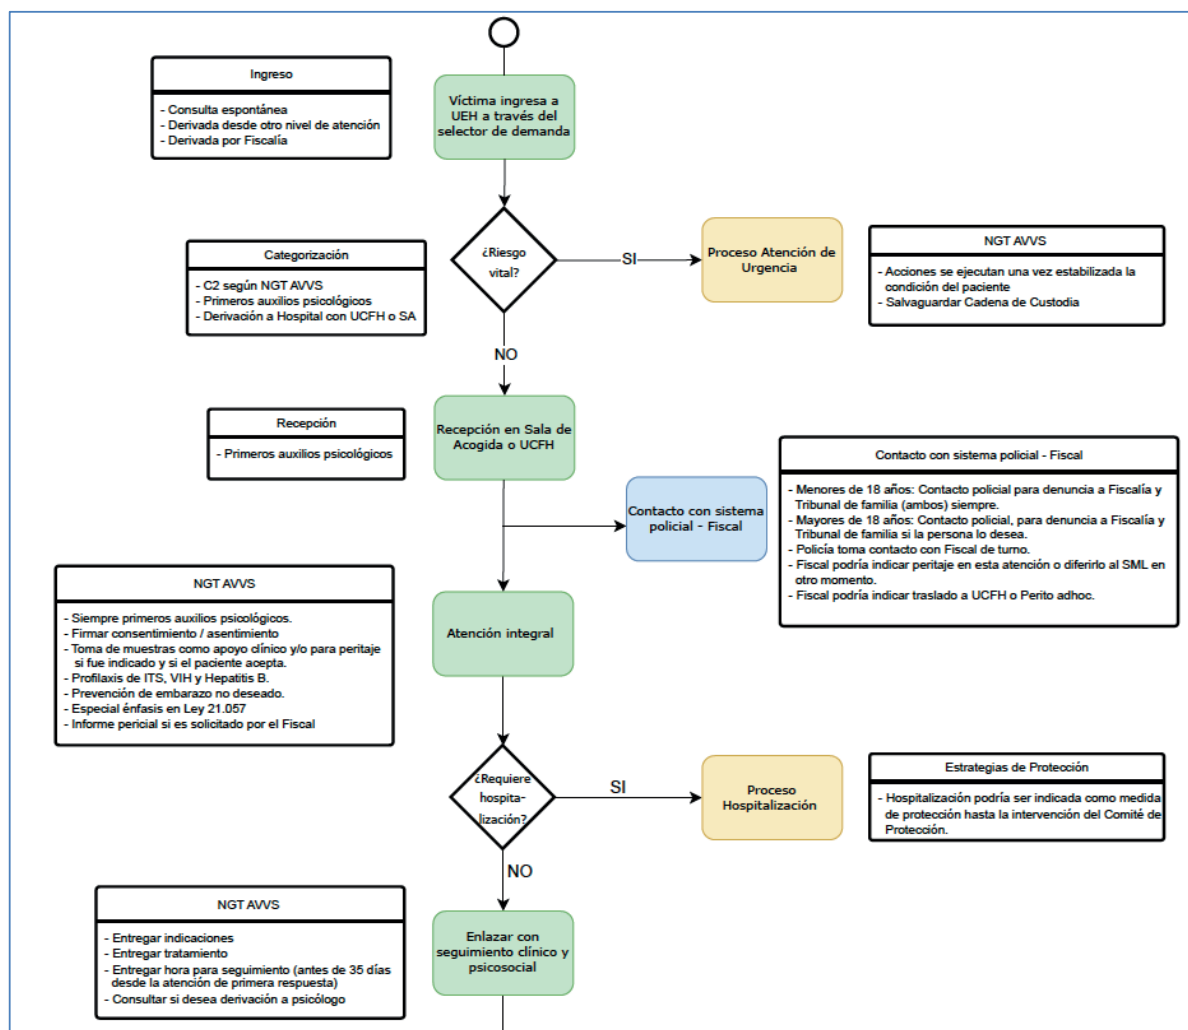 Ingreso
- Consulta espontánea
- Derivada desde otro nivel de atención
- Derivada por Fiscalía
Víctima ingresa a
UEH a través del
selector de demanda
Categorización
- C2 según NGT AVVS
- Primeros auxilios psicológicos
- Derivación a Hospital con UCFH o SA
¿Riesgo
vital?
SI
Proceso Atención de
Urgencia
NGT AVVS
- Acciones se ejecutan una vez estabilizada la
condición del paciente
- Salvaguardar Cadena de Custodia
NO
Recepción
- Primeros auxilios psicológicos
Recepción en Sala de
Acogida o UCFH
Contacto con sistema
policial - Fiscal
Contacto con sistema policial - Fiscal
- Menores de 18 años: Contacto policial para denuncia a Fiscalía y
Tribunal de familia (ambos) siempre.
- Mayores de 18 años: Contacto policial, para denuncia a Fiscalía y
Tribunal de familia si la persona lo desea.
- Policía toma contacto con Fiscal de turno.
- Fiscal podría indicar peritaje en esta atención o diferirlo al SML en
otro momento.
- Fiscal podría indicar traslado a UCFH o Perito adhoc.
NGT AVVS
- Siempre primeros auxilios psicológicos.
- Firmar consentimiento / asentimiento
- Toma de muestras como apoyo clínico y/o para peritaje
si fue indicado y si el paciente acepta.
- Profilaxis de ITS, VIH y Hepatitis B.
- Prevención de embarazo no deseado.
- Especial énfasis en Ley 21.057
- Informe pericial si es solicitado por el Fiscal
Atención integral
¿Requiere
hospita-
lización?
SI
Proceso
Hospitalización
Estrategias de Protección
- Hospitalización podría ser indicada como medida
de protección hasta la intervención del Comité de
Protección.
NO
NGT AVVS
- Entregar indicaciones
- Entregar tratamiento
- Entregar hora para seguimiento (antes de 35 días
desde la atención de primera respuesta)
- Consultar si desea derivación a psicólogo
Enlazar con
seguimiento clínico y
psicosocial